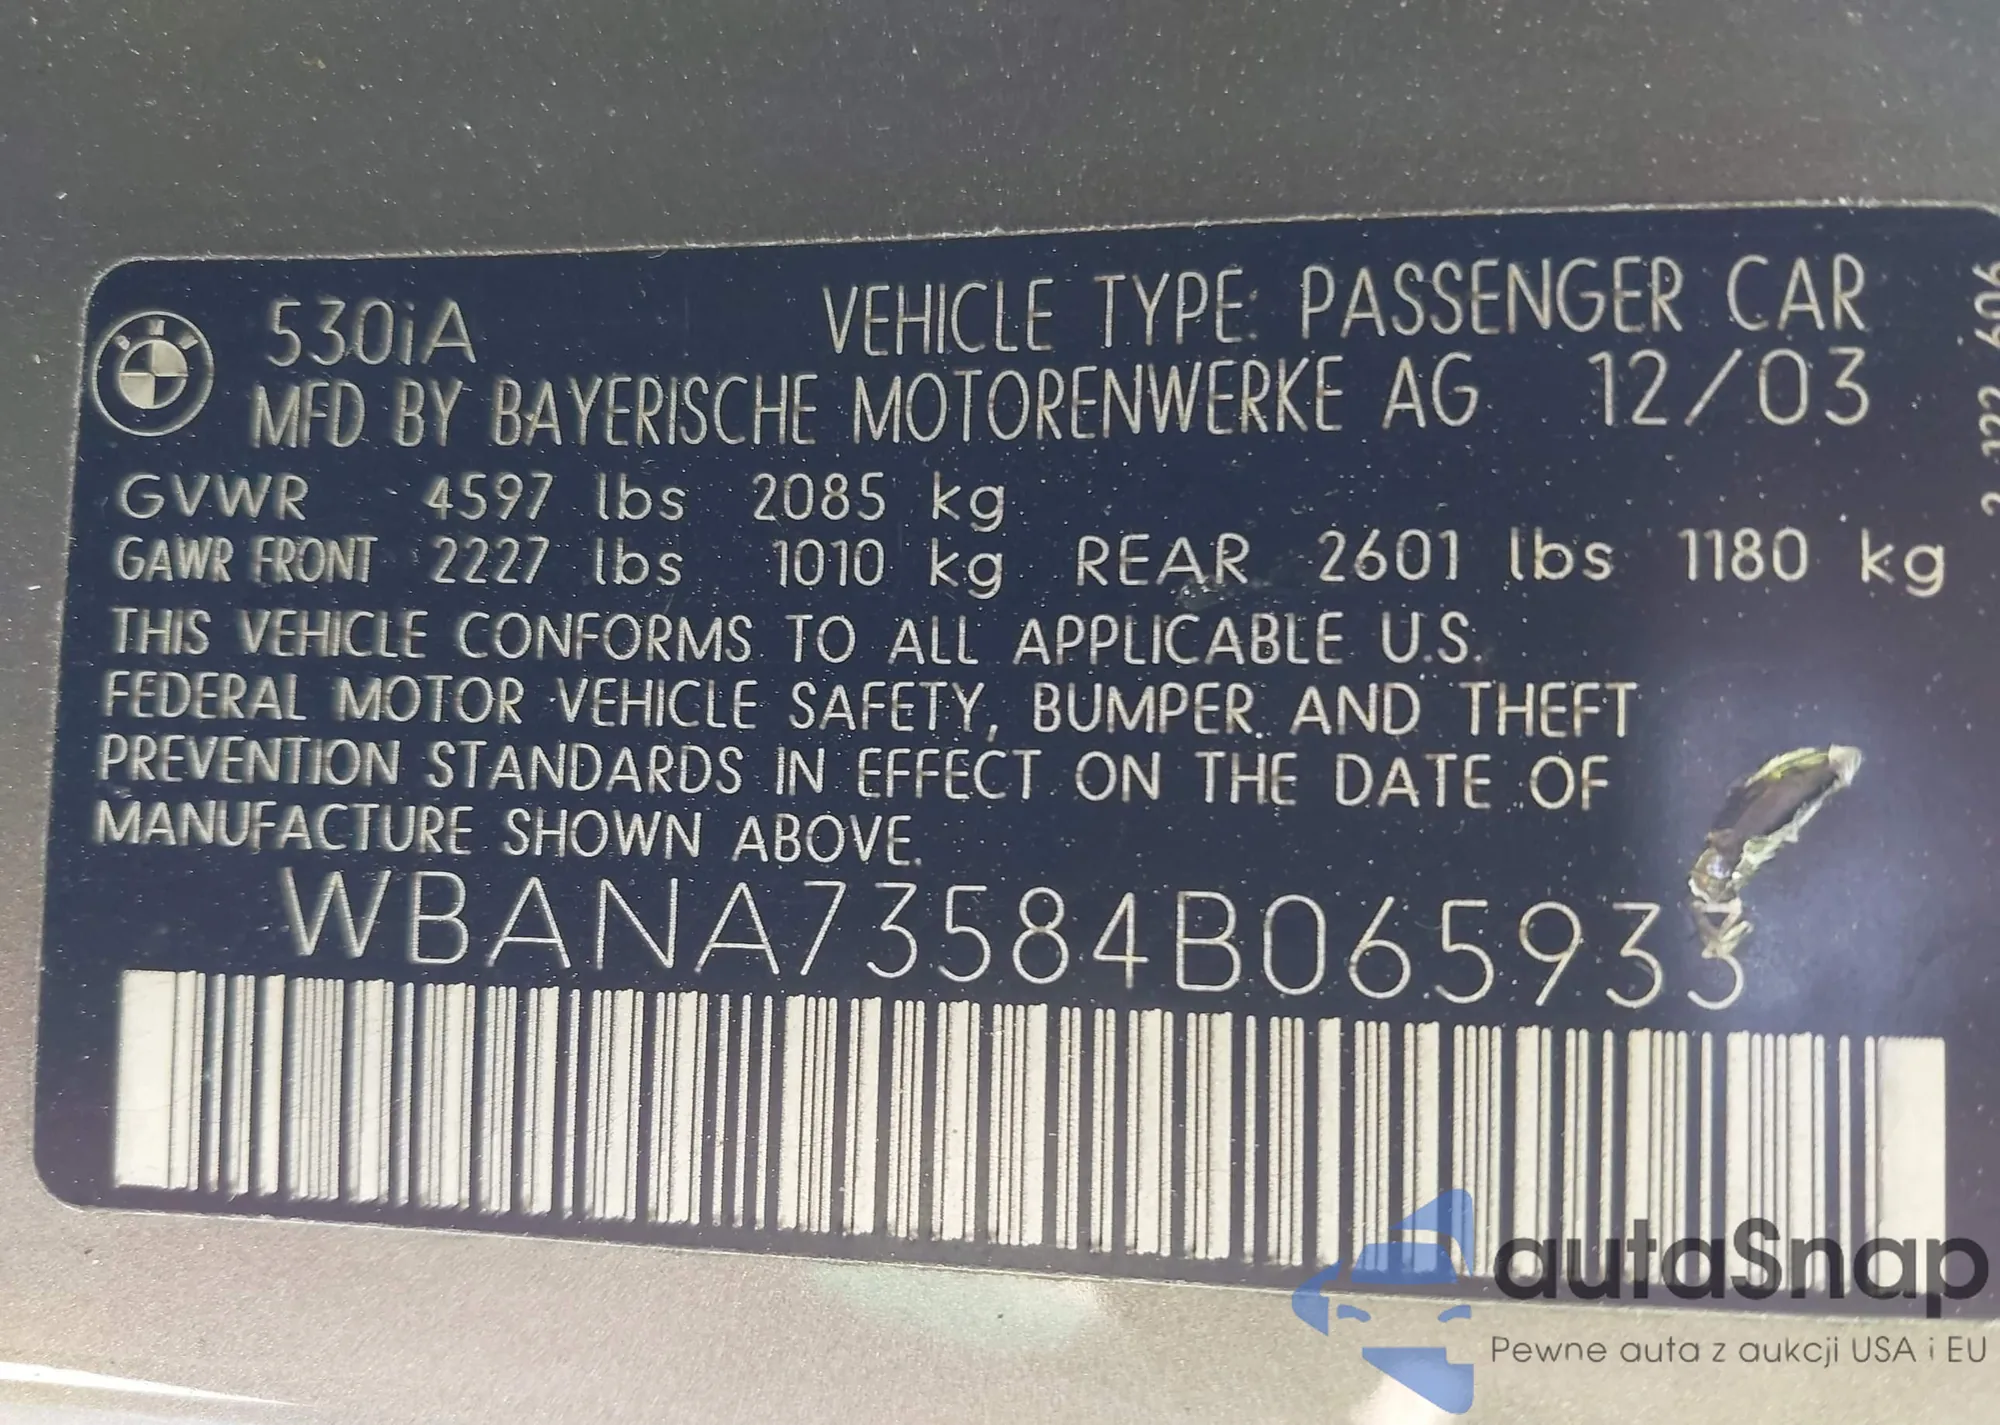 530iA VEHICLE TYPE: PASSENGER CAR
MFD BY BAYERISCHE MOTORENWERKE AG 12/03
GVWR 4597 lbs 2085 kg
GAWR FRONT 2227 lbs 1010 kg REAR 2601 lbs 1180 kg
THIS VEHICLE CONFORMS TO ALL APPLICABLE U.S.
FEDERAL MOTOR VEHICLE SAFETY, BUMPER, AND THEFT
PREVENTION STANDARDS IN EFFECT ON THE DATE OF
MANUFACTURE SHOWN ABOVE.
WBANA73584B065933
autaSnap
Pewne auta z aukcji USA i EU